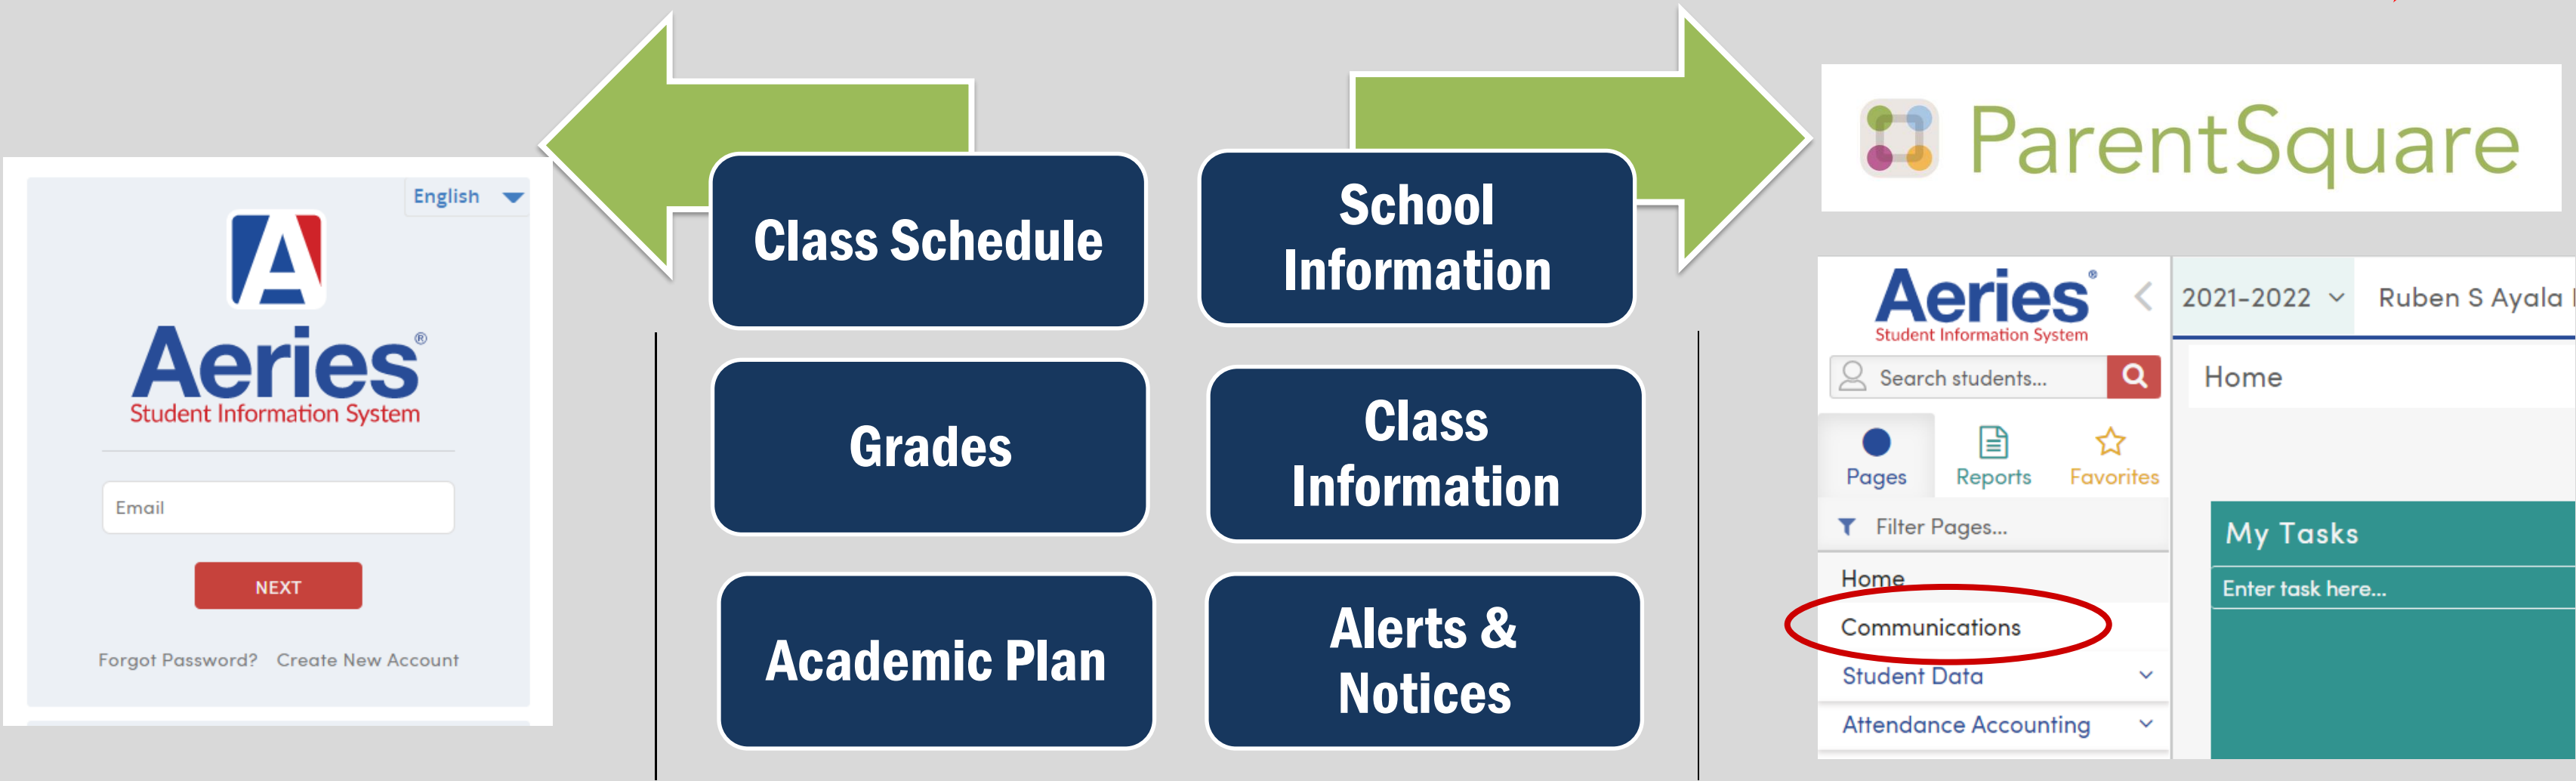 English
A
Aeries®
Student Information System
Email
NEXT
Forgot Password? Create New Account
Class Schedule
Grades
Academic Plan
School
Information
Class
Information
Alerts &
Notices
ParentSquare
Aeries®
Student Information System
2021-2022
Ruben S Ayala
Search students...
Home
Pages
Reports
Favorites
Filter Pages...
Home
Communications
Student Data
Attendance Accounting
My Tasks
Enter task here...